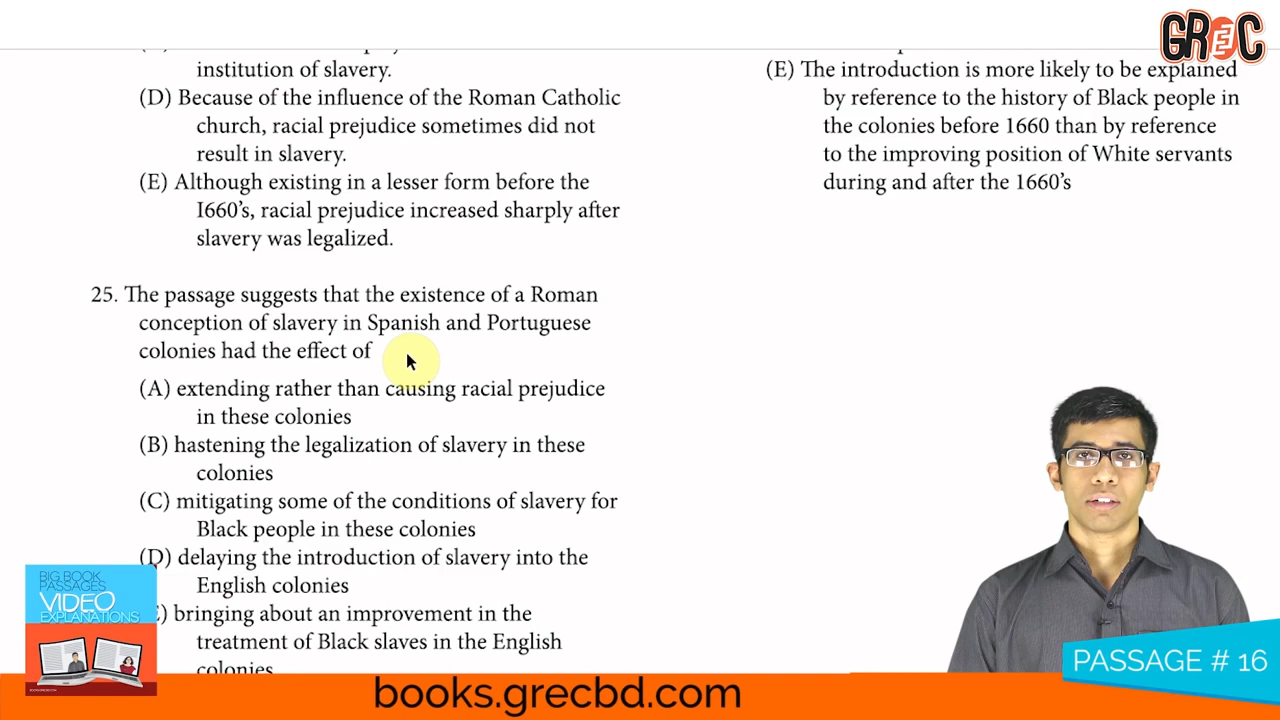 GREC
institution of slavery.
(D) Because of the influence of the Roman Catholic
church, racial prejudice sometimes did not
result in slavery.
(E) Although existing in a lesser form before the
I660's, racial prejudice increased sharply after
slavery was legalized.
25. The passage suggests that the existence of a Roman
conception of slavery in Spanish and Portuguese
colonies had the effect of
(A) extending rather than causing racial prejudice
in these colonies
(B) hastening the legalization of slavery in these
colonies
(C) mitigating some of the conditions of slavery for
Black people in these colonies
(D) delaying the introduction of slavery into the
English colonies
bringing about an improvement in the
treatment of Black slaves in the English
colonies
(E) The introduction is more likely to be explained
by reference to the history of Black people in
the colonies before 1660 than by reference
to the improving position of White servants
during and after the 1660's
BIG BOOK
PASSAGES
VIDEO
EXPLANATIONS
PASSAGE # 16
books.grecbd.com